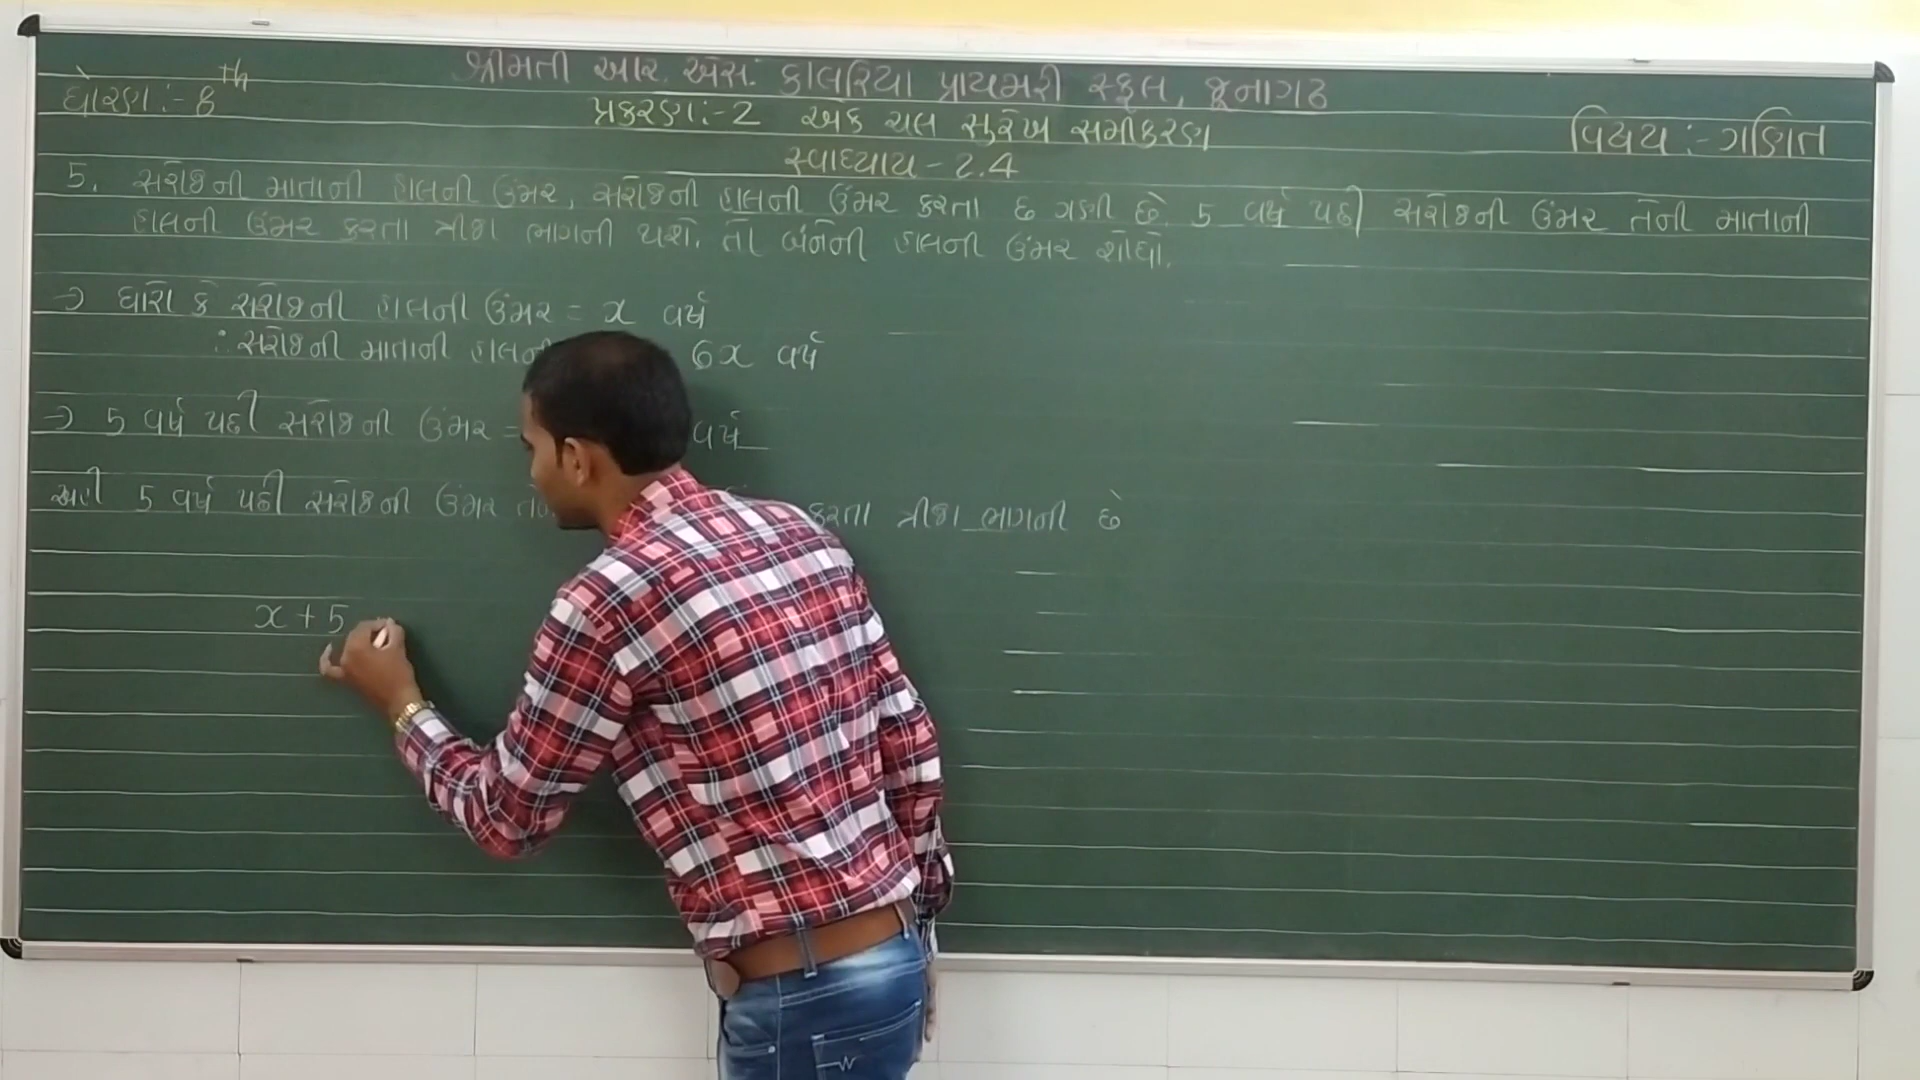 શ્રીમતી આર. એસ. કાલરિયા પ્રાયમરી સ્કૂલ, જૂનાગઢ
ધોરણ:- 8th
પ્રકરણ:-2 એક ચલ સુરેખ સમીકરણ
વિષય:- ગણિત
સ્વાધ્યાય - 2.4
5. સરોજની માતાની હાલની ઉંમર, સરોજની હાલની ઉંમર કરતા છ ગણી છે. 5 વર્ષ પછી સરોજની ઉંમર તેની માતાની
હાલની ઉંમર કરતા ત્રીજા ભાગની થશે. તો બંનેની હાલની ઉંમર શોધો.
→ ધારો કે સરોજની હાલની ઉંમર = x વર્ષ
∴ સરોજની માતાની હાલની 6x વર્ષ
→ 5 વર્ષ પછી સરોજની ઉંમર = વર્ષ
અહીં 5 વર્ષ પછી સરોજની ઉંમર કરતા ત્રીજા ભાગની છે
x + 5